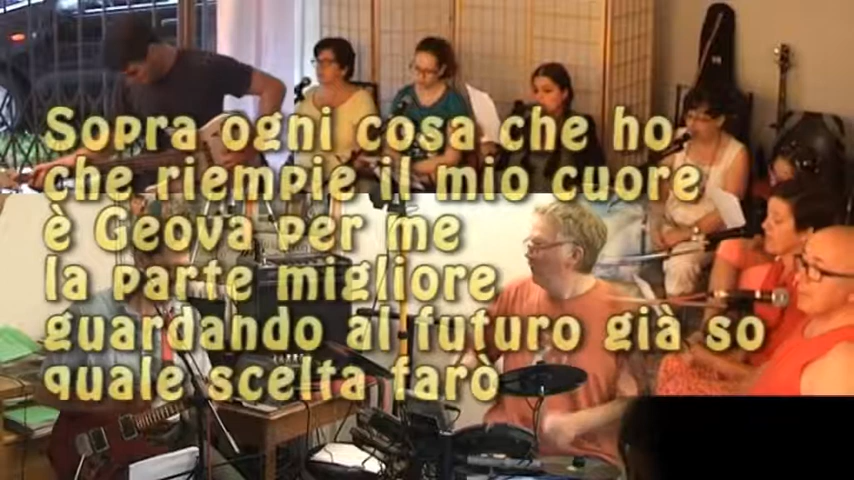 Sopra ogni cosa che ho
che riempie il mio cuore
è Geova per me
la parte migliore
guardando al futuro già so
quale scelta farò